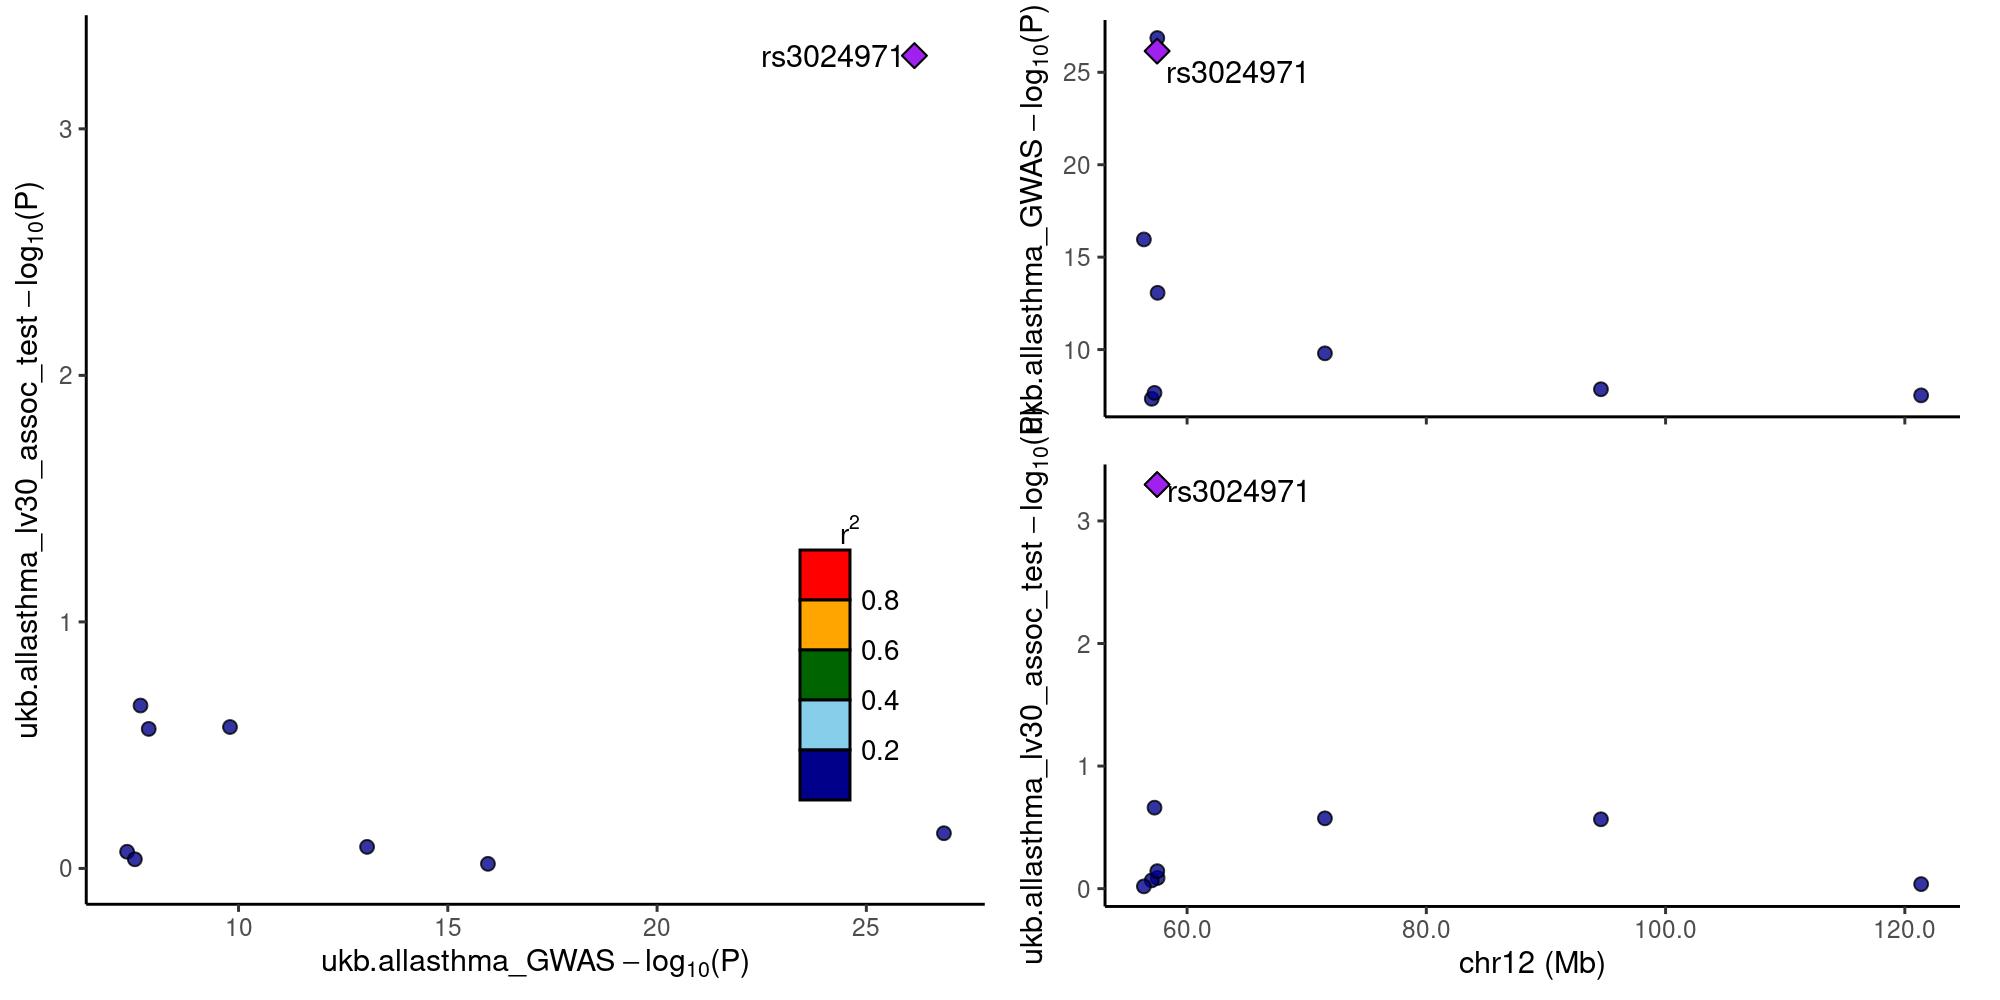 ukb.allasthma_lv30_assoc_test −log₁₀(P)
3
2
1
0
rs3024971
r²
0.8
0.6
0.4
0.2
10 15 20 25
ukb.allasthma_GWAS −log₁₀(P)
ukb.allasthma_GWAS −log₁₀(P)
25
20
15
10
rs3024971
ukb.allasthma_lv30_assoc_test −log₁₀(P)
3
2
1
0
rs3024971
60.0 80.0 100.0 120.0
chr12 (Mb)